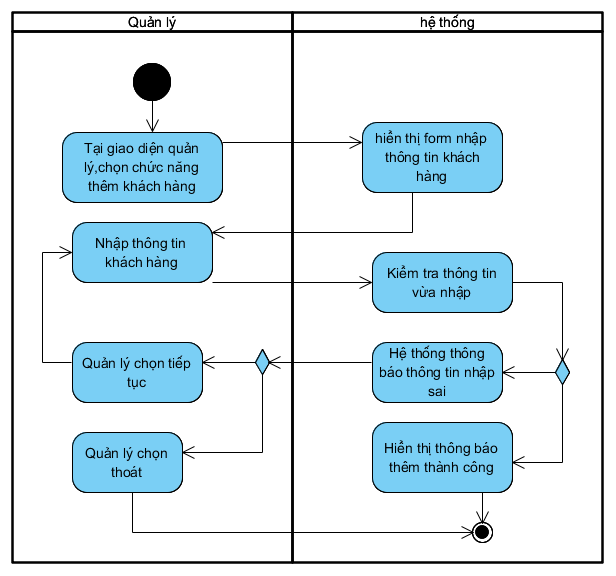 Quản lý
hệ thống
Tại giao diện quản
lý,chọn chức năng
thêm khách hàng
hiển thị form nhập
thông tin khách
hàng
Nhập thông tin
khách hàng
Kiểm tra thông tin
vừa nhập
Quản lý chọn tiếp
tục
Hệ thống thông
báo thông tin nhập
sai
Quản lý chọn
thoát
Hiển thị thông báo
thêm thành công